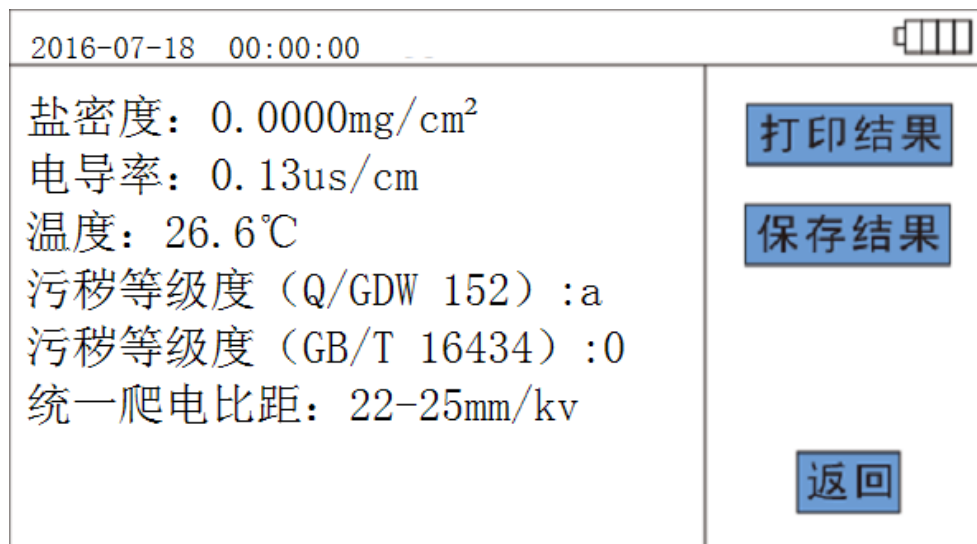 2016-07-18 00:00:00
盐密度：0.0000mg/cm²
电导率：0.13us/cm
温度：26.6℃
污秽等级度（Q/GDW 152）:a
污秽等级度（GB/T 16434）:0
统一爬电比距：22-25mm/kv
打印结果
保存结果
返回